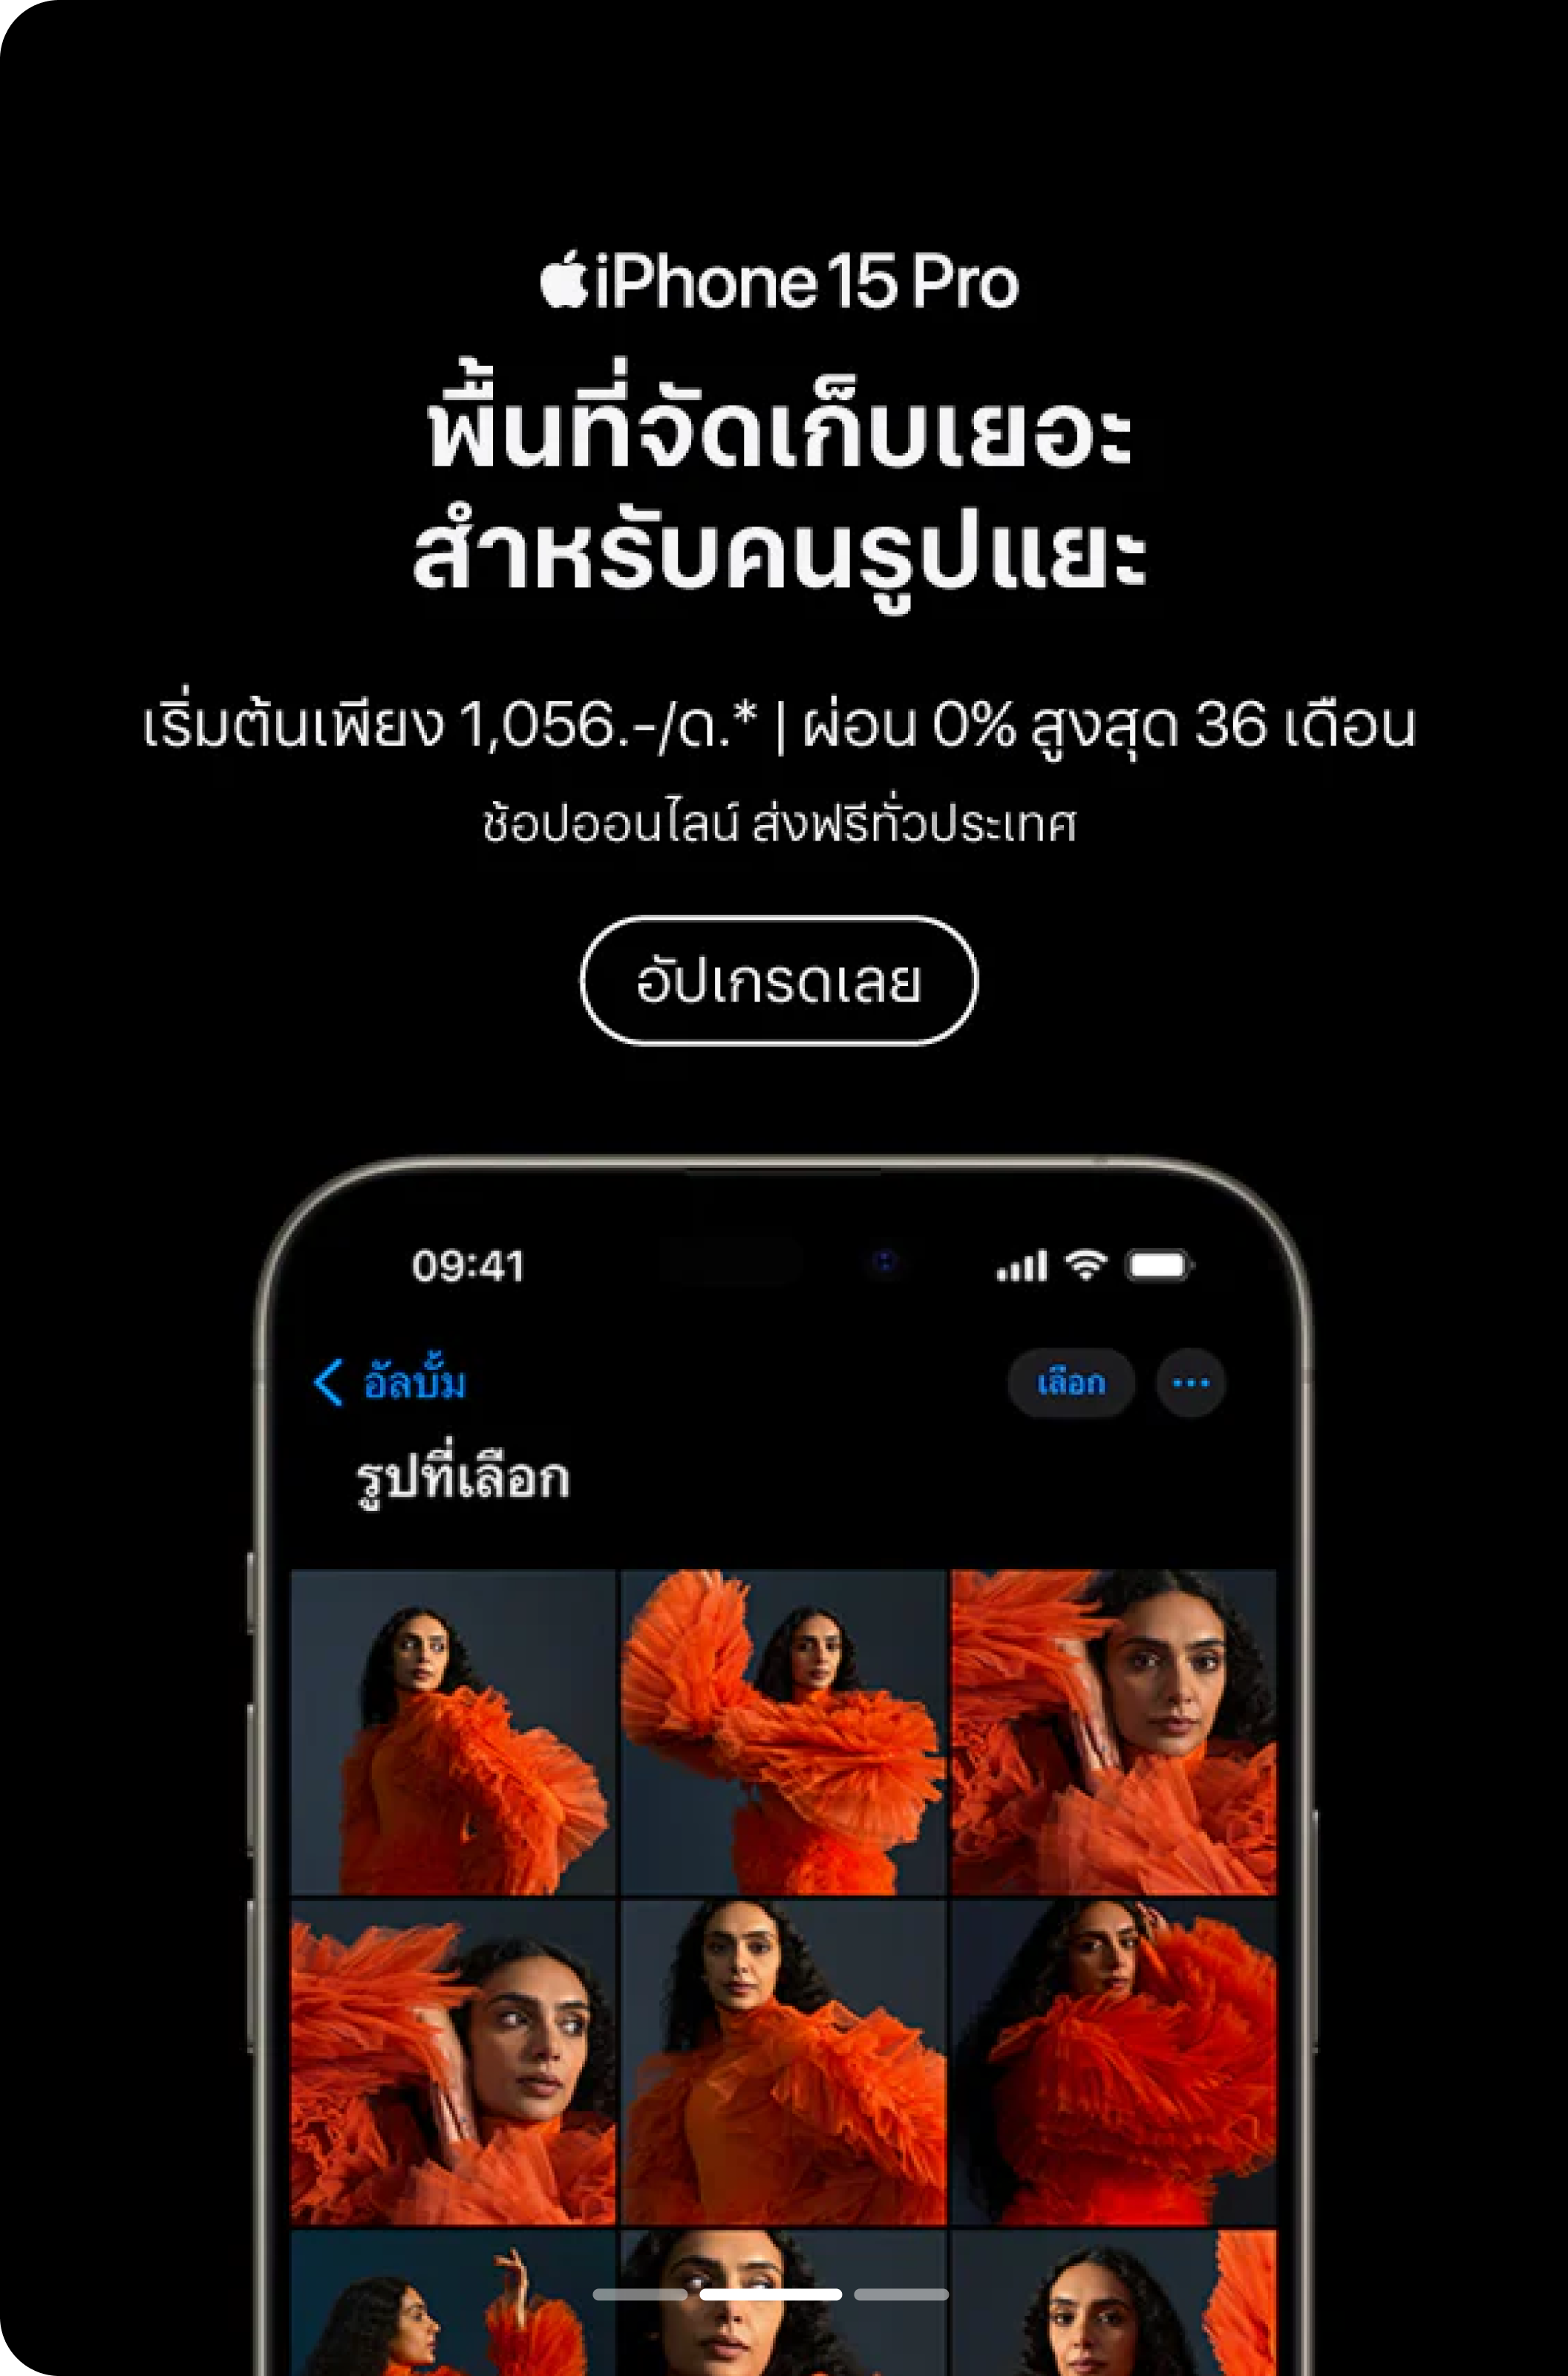 iPhone 15 Pro
พื้นที่จัดเก็บเยอะ
สำหรับคนรูปแยะ
เริ่มต้นเพียง 1,056.-/ด.* | ผ่อน 0% สูงสุด 36 เดือน
ช้อปออนไลน์ ส่งฟรีทั่วประเทศ
อัปเกรดเลย
09:41
อัลบั้ม
เลือก
รูปที่เลือก